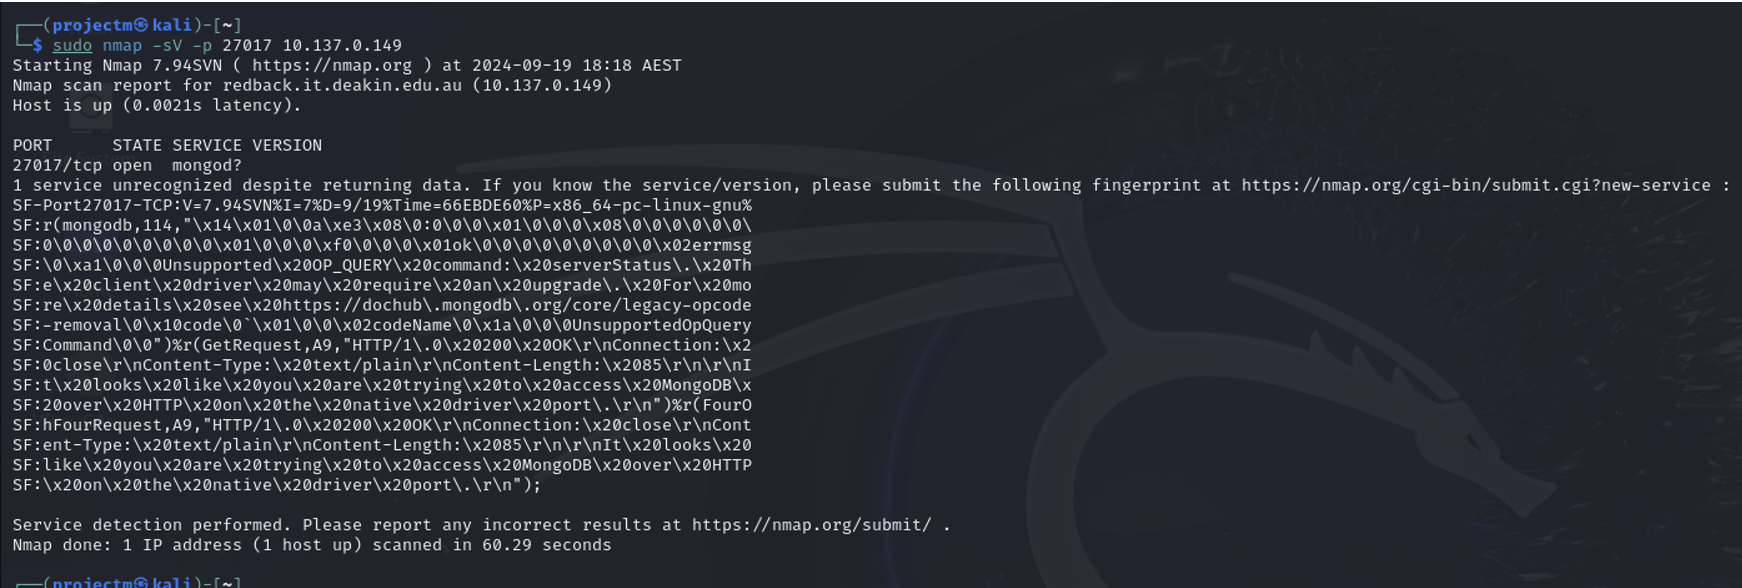 ┌──(projectm㉿kali)-[~]
└─$ sudo nmap -sV -p 27017 10.137.0.149
Starting Nmap 7.94SVN ( https://nmap.org ) at 2024-09-19 18:18 AEST
Nmap scan report for redback.it.deakin.edu.au (10.137.0.149)
Host is up (0.0021s latency).
PORT      STATE SERVICE VERSION
27017/tcp open  mongod?
1 service unrecognized despite returning data. If you know the service/version, please submit the following fingerprint at https://nmap.org/cgi-bin/submit.cgi?new-service :
SF-Port27017-TCP:V=7.94SVN%I=7%D=9/19%Time=66EBDE60%P=x86_64-pc-linux-gnu%
SF:r(mongodb,114,"\x14\x01\0\0a\xe3\x08\0:0\0\0\x01\0\0\0\x08\0\0\0\0\0\0\
SF:0\0\0\0\0\0\0\0\0\x01\0\0\0\xf0\0\0\0\x01ok\0\0\0\0\0\0\0\0\0\x02errmsg
SF:\0\xa1\0\0\0Unsupported\x20OP_QUERY\x20command:\x20serverStatus\.\x20Th
SF:e\x20client\x20driver\x20may\x20require\x20an\x20upgrade\.\x20For\x20mo
SF:re\x20details\x20see\x20https://dochub\.mongodb\.org/core/legacy-opcode
SF:-removal\0\x10code\0`\x01\0\0\x02codeName\0\x1a\0\0\0UnsupportedOpQuery
SF:Command\0\0")%r(GetRequest,A9,"HTTP/1\.0\x20200\x20OK\r\nConnection:\x2
SF:0close\r\nContent-Type:\x20text/plain\r\nContent-Length:\x2085\r\n\r\nI
SF:t\x20looks\x20like\x20you\x20are\x20trying\x20to\x20access\x20MongoDB\x
SF:20over\x20HTTP\x20on\x20the\x20native\x20driver\x20port\.\r\n")%r(FourO
SF:hFourRequest,A9,"HTTP/1\.0\x20200\x20OK\r\nConnection:\x20close\r\nCont
SF:ent-Type:\x20text/plain\r\nContent-Length:\x2085\r\n\r\nIt\x20looks\x20
SF:like\x20you\x20are\x20trying\x20to\x20access\x20MongoDB\x20over\x20HTTP
SF:\x20on\x20the\x20native\x20driver\x20port\.\r\n");
Service detection performed. Please report any incorrect results at https://nmap.org/submit/ .
Nmap done: 1 IP address (1 host up) scanned in 60.29 seconds
┌──(projectm㉿kali)-[~]